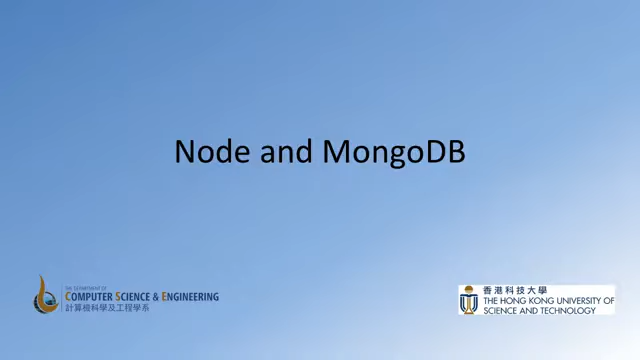 Node and MongoDB
THE DEPARTMENT OF
COMPUTER SCIENCE & ENGINEERING
計算機科學及工程學系
香港科技大學
THE HONG KONG UNIVERSITY OF
SCIENCE AND TECHNOLOGY